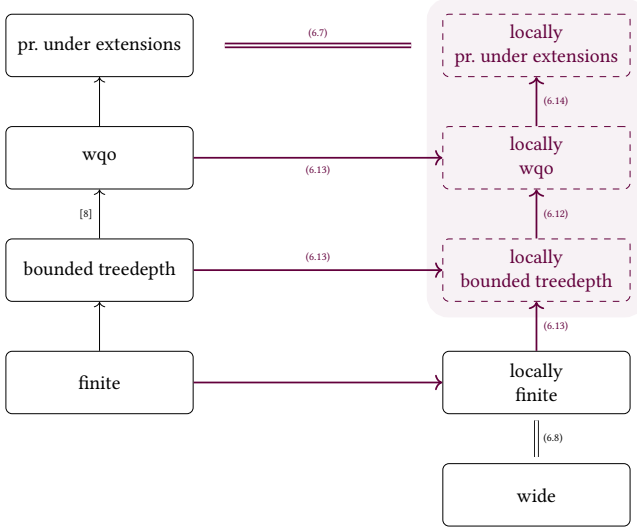 (6.7)
pr. under extensions
locally
pr. under extensions
(6.14)
wqo
locally
wqo
(6.13)
[8]
(6.12)
bounded treedepth
locally
bounded treedepth
(6.13)
(6.13)
finite
locally
finite
(6.8)
wide